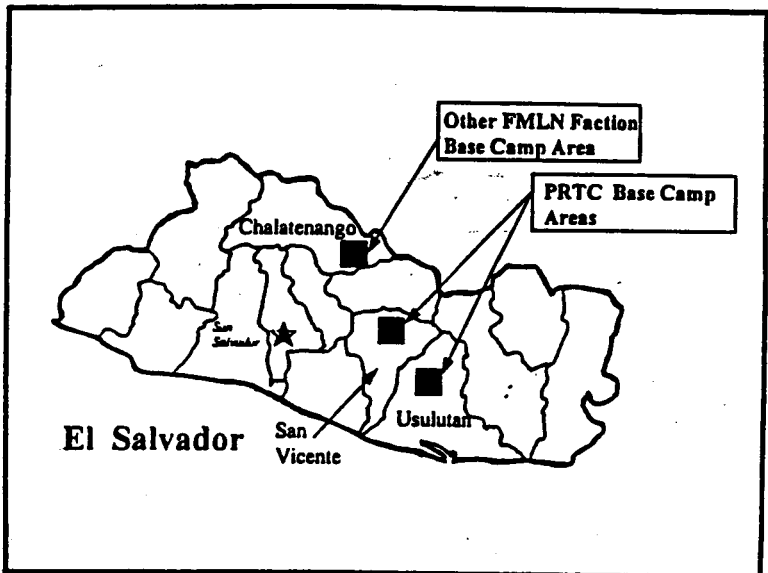 Other FMLN Faction
Base Camp Area
PRTC Base Camp
Areas
Chalatenango
San
Salvador
Usulutan
San
Vicente
El Salvador